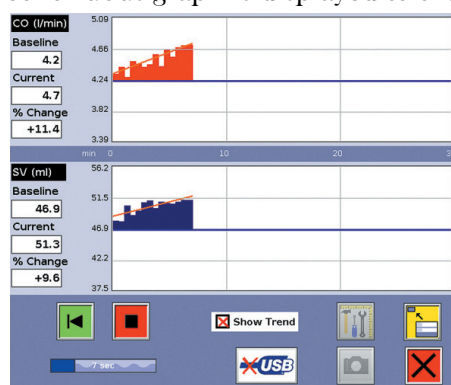 CO (l/min)
Baseline
4.2
Current
4.7
% Change
+11.4
5.09
4.66
4.24
3.82
3.39
min 0 10 20
SV (ml)
Baseline
46.9
Current
51.3
% Change
+9.6
56.2
51.5
46.9
42.2
37.5
Show Trend
7 sec
USB